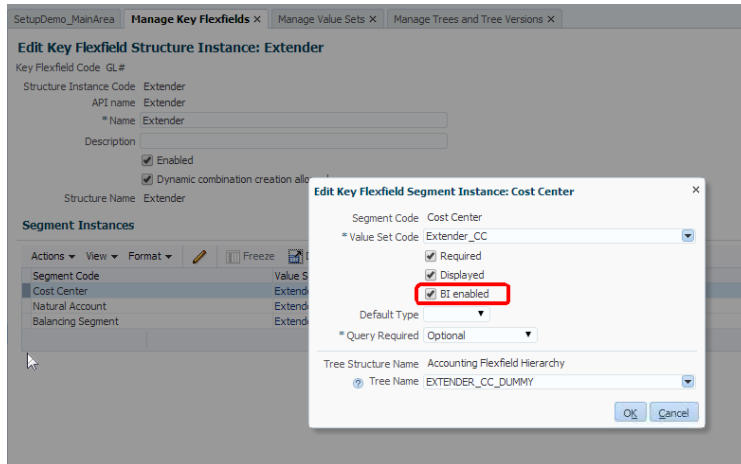 SetupDemo_MainArea
Manage Key Flexfields ×
Manage Value Sets ×
Manage Trees and Tree Versions ×
Edit Key Flexfield Structure Instance: Extender
Key Flexfield Code GL#
Structure Instance Code Extender
API name Extender
* Name Extender
Description
Enabled
Dynamic combination creation allo
Structure Name Extender
Segment Instances
Actions View Format Freeze
Segment Code Value S
Cost Center Extend
Natural Account Extend
Balancing Segment Extend
Edit Key Flexfield Segment Instance: Cost Center ×
Segment Code Cost Center
* Value Set Code Extender_CC
Required
Displayed
BI enabled
Default Type
* Query Required Optional
Tree Structure Name Accounting Flexfield Hierarchy
? Tree Name EXTENDER_CC_DUMMY
OK Cancel